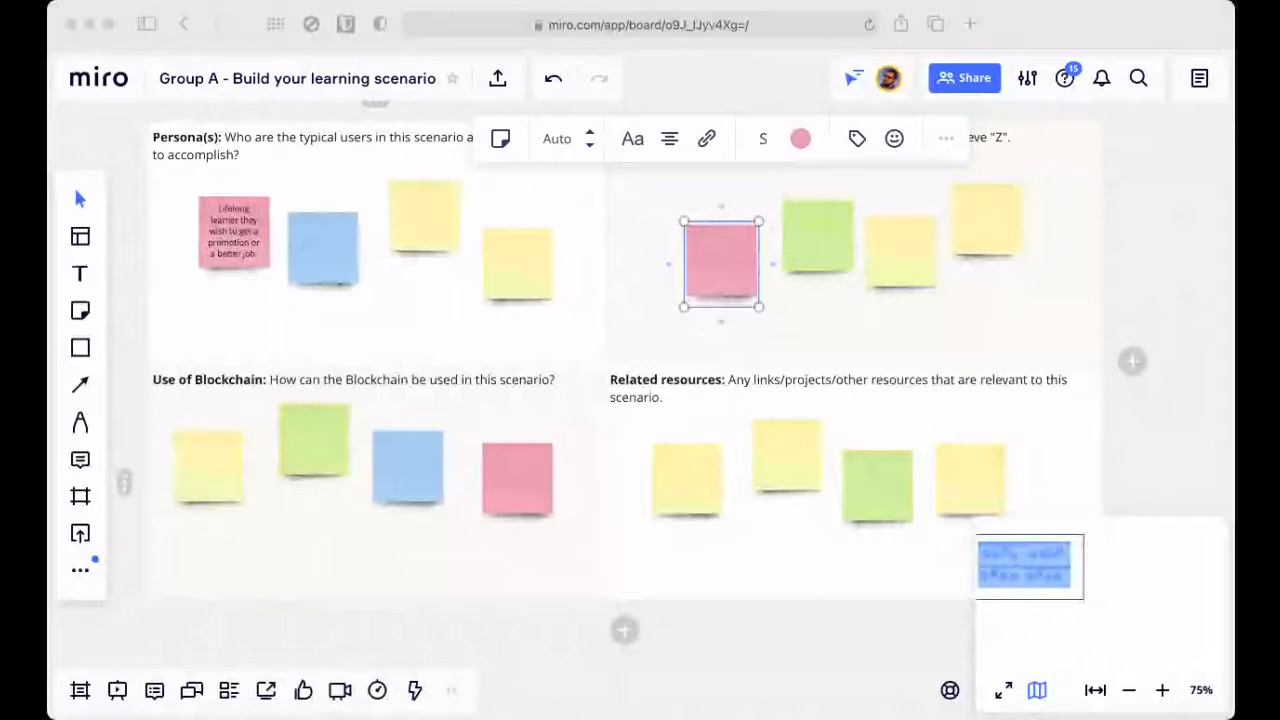 miro.com/app/board/o9J_lJyv4Xg=/
miro
Group A - Build your learning scenario
15
Share
Persona(s): Who are the typical users in this scenario a
to accomplish?
Auto
Aa
S
eve "Z".
Lifelong
learner they
wish to get a
promotion or
a better job.
Use of Blockchain: How can the Blockchain be used in this scenario?
Related resources: Any links/projects/other resources that are relevant to this
scenario.
75%